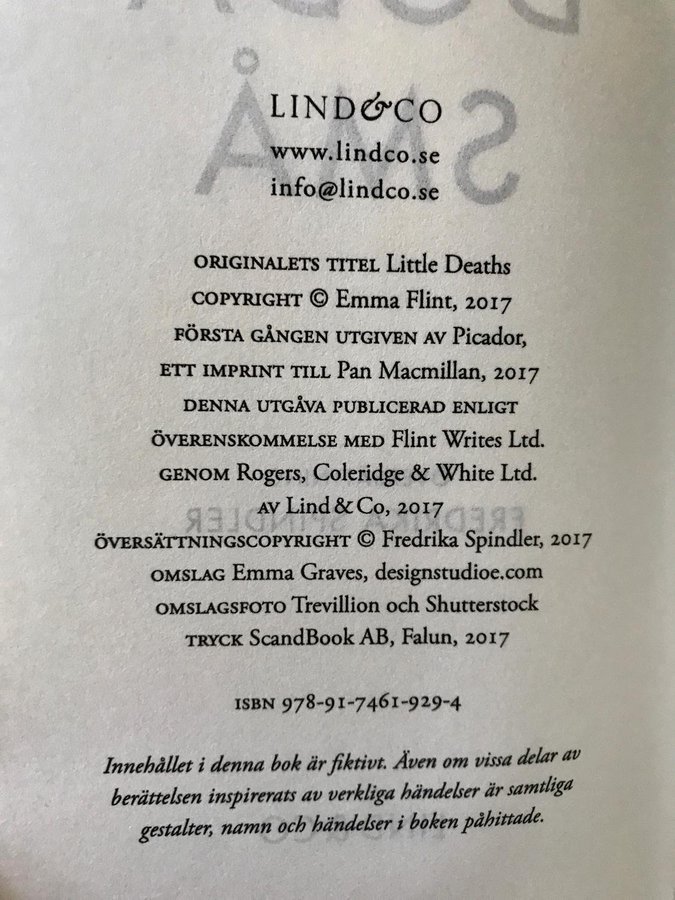 LIND&CO
www.lindco.se
info@lindco.se
ORIGINALETS TITEL Little Deaths
COPYRIGHT © Emma Flint, 2017
FÖRSTA GÅNGEN UTGIVEN AV Picador,
ETT IMPRINT TILL Pan Macmillan, 2017
DENNA UTGÅVA PUBLICERAD ENLIGT
ÖVERENSKOMMELSE MED Flint Writes Ltd.
GENOM Rogers, Coleridge & White Ltd.
AV Lind & Co, 2017
ÖVERSÄTTNINGSCOPYRIGHT © Fredrika Spindler, 2017
OMSLAG Emma Graves, designstudioe.com
OMSLAGSFOTO Trevillion och Shutterstock
TRYCK ScandBook AB, Falun, 2017
ISBN 978-91-7461-929-4
Innehållet i denna bok är fiktivt. Även om vissa delar av
berättelsen inspirerats av verkliga händelser är samtliga
gestalter, namn och händelser i boken påhittade.